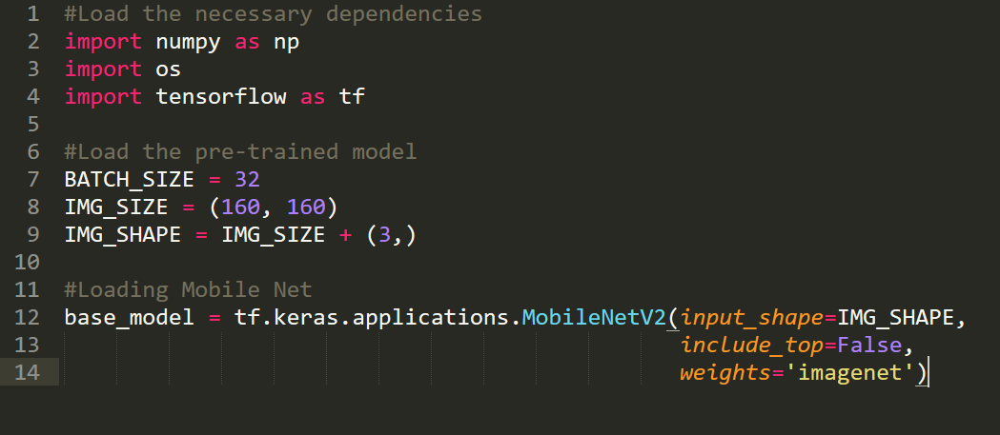 1 #Load the necessary dependencies
2 import numpy as np
3 import os
4 import tensorflow as tf
5
6 #Load the pre-trained model
7 BATCH_SIZE = 32
8 IMG_SIZE = (160, 160)
9 IMG_SHAPE = IMG_SIZE + (3,)
10
11 #Loading Mobile Net
12 base_model = tf.keras.applications.MobileNetV2(input_shape=IMG_SHAPE,
13                                                include_top=False,
14                                                weights='imagenet')